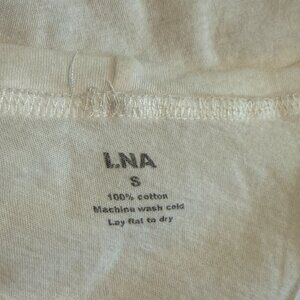 LNA
S
100% cotton
Machine wash cold
Lay flat to dry